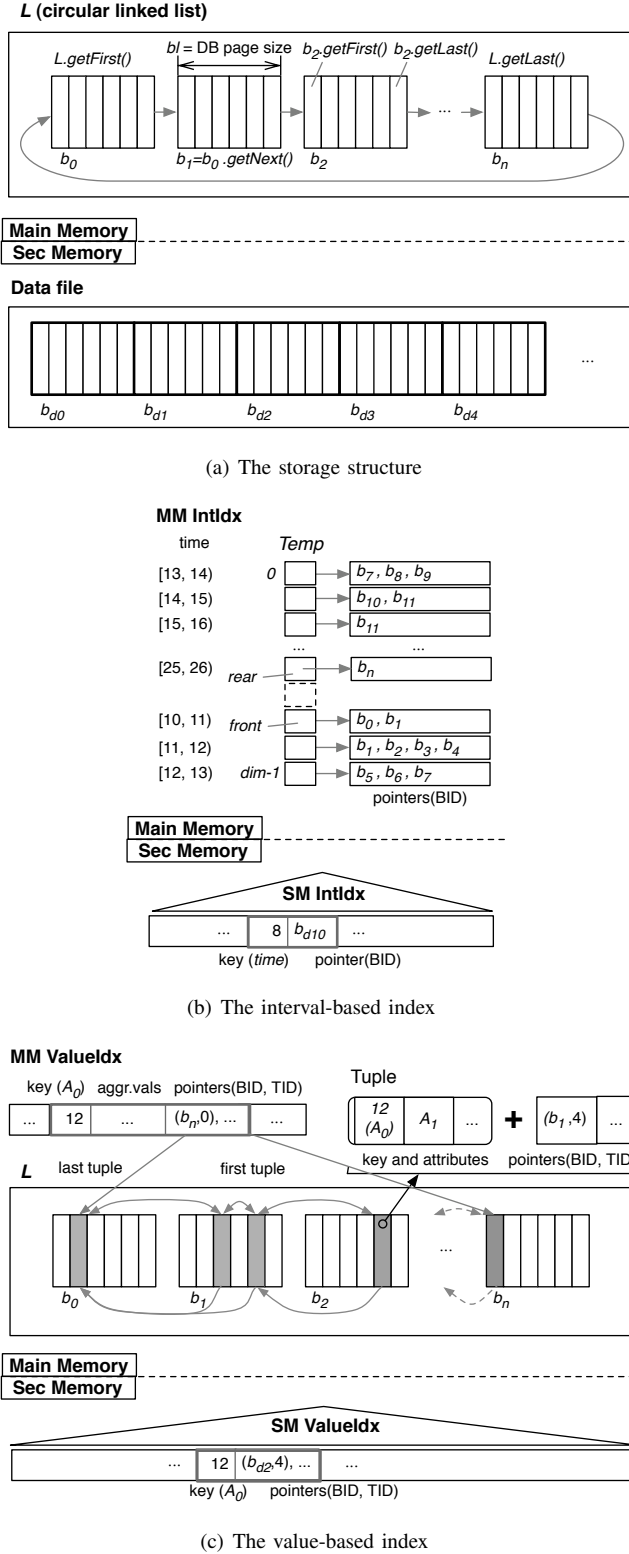 L (circular linked list)
L.getFirst()
bl = DB page size
b2.getFirst()
b2.getLast()
L.getLast()
...
b0
b1=b0 .getNext()
b2
bn
Main Memory
Sec Memory
Data file
...
bd0
bd1
bd2
bd3
bd4
(a) The storage structure
MM IntIdx
time
Temp
[13, 14)
0
b7 , b8 , b9
[14, 15)
b10 , b11
[15, 16)
b11
...
...
[25, 26)
rear
bn
[10, 11)
front
b0 , b1
[11, 12)
b1 , b2 , b3 , b4
[12, 13)
dim-1
b5 , b6 , b7
pointers(BID)
Main Memory
Sec Memory
SM IntIdx
...
8
bd10
...
key (time)
pointer(BID)
(b) The interval-based index
MM ValueIdx
key (A0)
aggr.vals
pointers(BID, TID)
...
12
...
(bn,0), ...
...
Tuple
12
(A0)
A1
...
+
(b1 ,4)
...
key and attributes
pointers(BID, TID
L
last tuple
first tuple
...
b0
b1
b2
bn
Main Memory
Sec Memory
SM ValueIdx
...
12
(bd2,4), ...
...
key (A0)
pointers(BID, TID)
(c) The value-based index